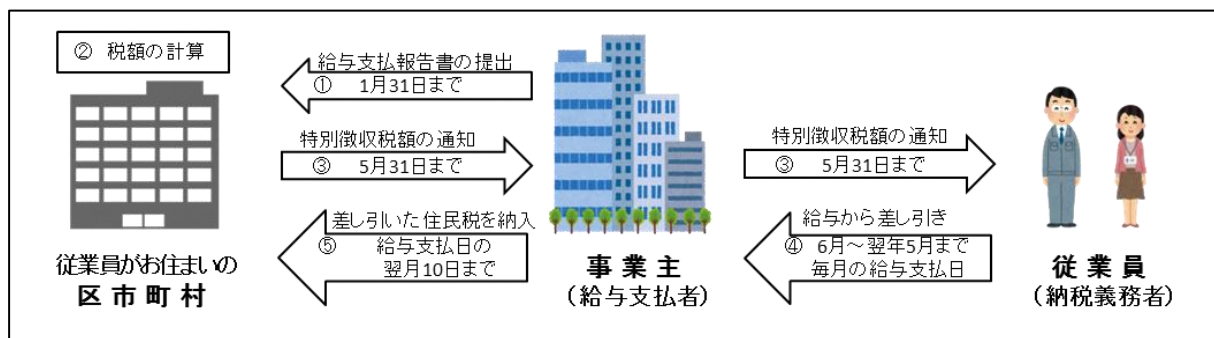 ② 税額の計算
給与支払報告書の提出
① 1月31日まで
特別徴収税額の通知
③ 5月31日まで
差し引いた住民税を納入
⑤ 給与支払日の
翌月10日まで
従業員がお住まいの
区市町村
事業主
(給与支払者)
特別徴収税額の通知
③ 5月31日まで
給与から差し引き
④ 6月~翌年5月まで
毎月の給与支払日
従業員
(納税義務者)